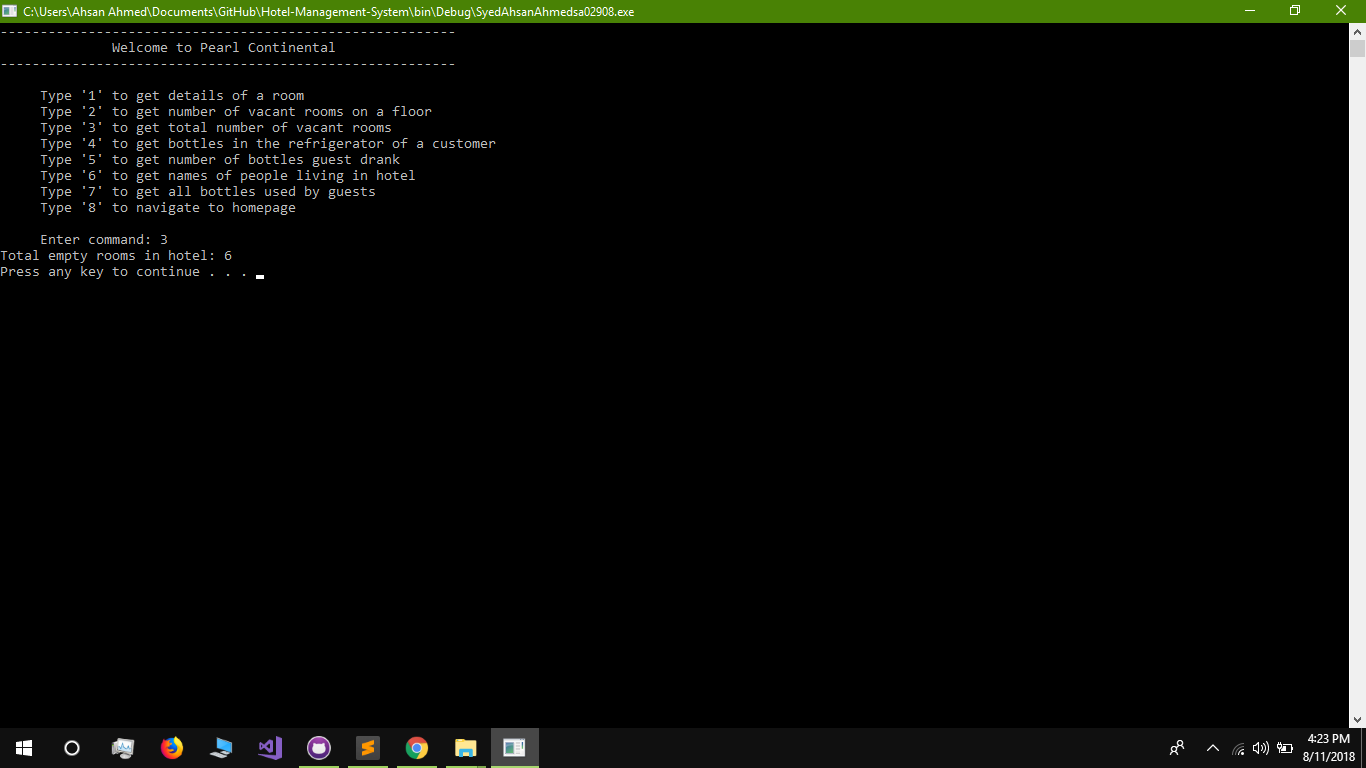 C:\Users\Ahsan Ahmed\Documents\GitHub\Hotel-Management-System\bin\Debug\SyedAhsanAhmedsa02908.exe
---------------------------------------------------------
Welcome to Pearl Continental
---------------------------------------------------------
Type '1' to get details of a room
Type '2' to get number of vacant rooms on a floor
Type '3' to get total number of vacant rooms
Type '4' to get bottles in the refrigerator of a customer
Type '5' to get number of bottles guest drank
Type '6' to get names of people living in hotel
Type '7' to get all bottles used by guests
Type '8' to navigate to homepage
Enter command: 3
Total empty rooms in hotel: 6
Press any key to continue . . .
4:23 PM
8/11/2018